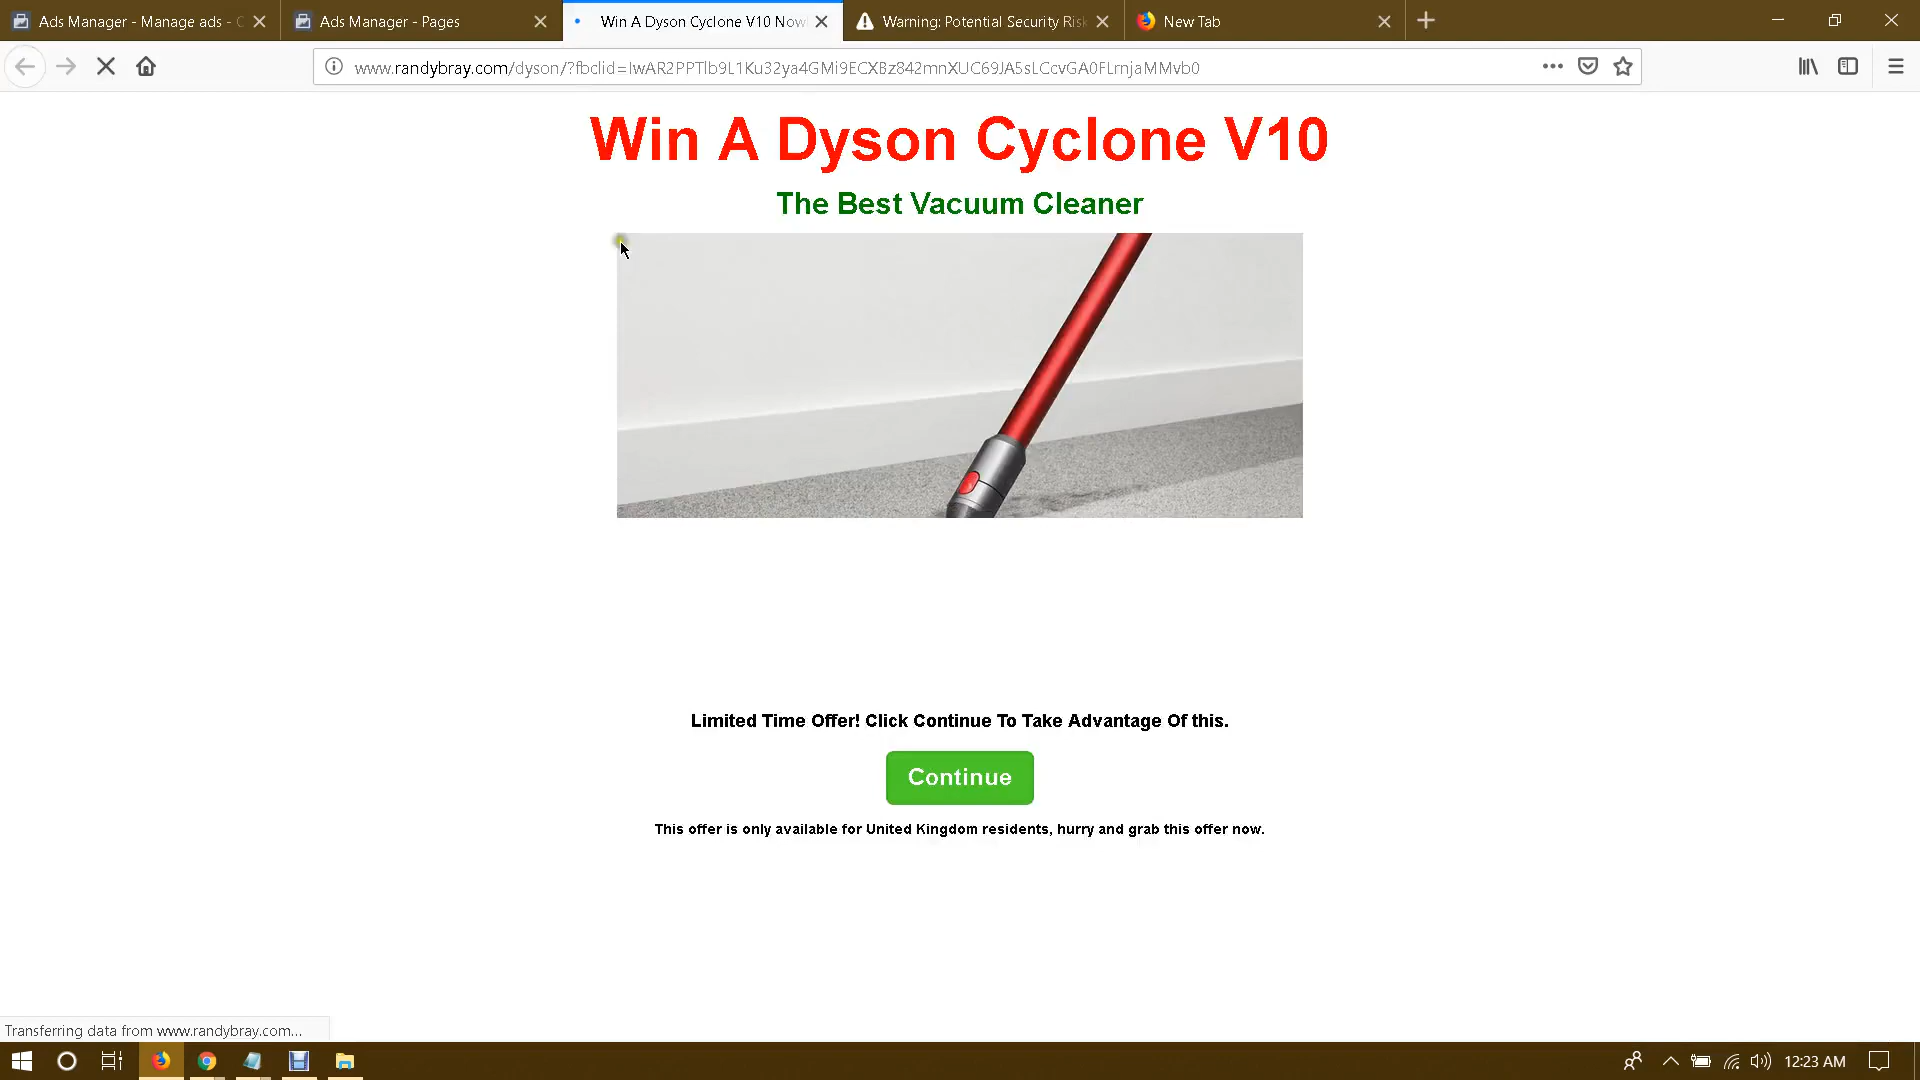 Ads Manager - Manage ads - C
Ads Manager - Pages
Win A Dyson Cyclone V10 Now
Warning: Potential Security Risk
New Tab
www.randybray.com/dyson/?fbclid=IwAR2PPTlb9L1Ku32ya4GMi9ECXBz842mnXUC69JA5sLCcvGA0FLrnjaMMvb0
Win A Dyson Cyclone V10
The Best Vacuum Cleaner
Limited Time Offer! Click Continue To Take Advantage Of this.
Continue
This offer is only available for United Kingdom residents, hurry and grab this offer now.
Transferring data from www.randybray.com...
12:23 AM